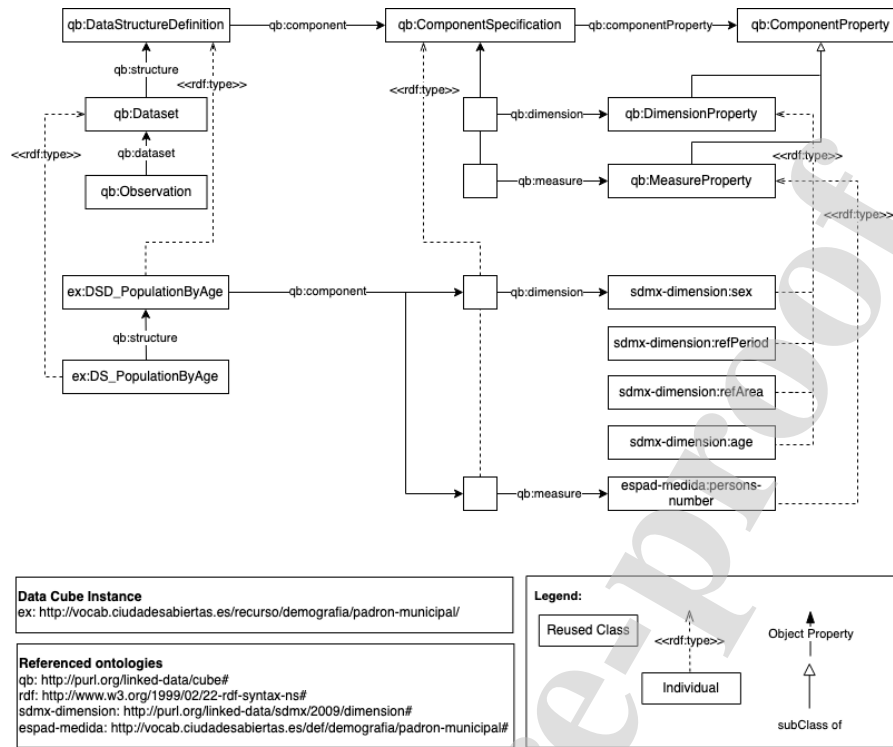 qb:DataStructureDefinition
qb:component
qb:ComponentSpecification
qb:componentProperty
qb:ComponentProperty
qb:structure
<<rdf:type>>
<<rdf:type>>
qb:Dataset
qb:dimension
qb:DimensionProperty
<<rdf:type>>
qb:dataset
<<rdf:type>>
qb:Observation
qb:measure
qb:MeasureProperty
<<rdf:type>>
ex:DSD_PopulationByAge
qb:component
qb:dimension
sdmx-dimension:sex
qb:structure
sdmx-dimension:refPeriod
ex:DS_PopulationByAge
sdmx-dimension:refArea
sdmx-dimension:age
qb:measure
espad-medida:persons-
number
Data Cube Instance
ex: http://vocab.ciudadesabiertas.es/recurso/demografia/padron-municipal/
Referenced ontologies
qb: http://purl.org/linked-data/cube#
rdf: http://www.w3.org/1999/02/22-rdf-syntax-ns#
sdmx-dimension: http://purl.org/linked-data/sdmx/2009/dimension#
espad-medida: http://vocab.ciudadesabiertas.es/def/demografia/padron-municipal#
Legend:
Reused Class
<<rdf:type>>
Individual
Object Property
subClass of
e-proof